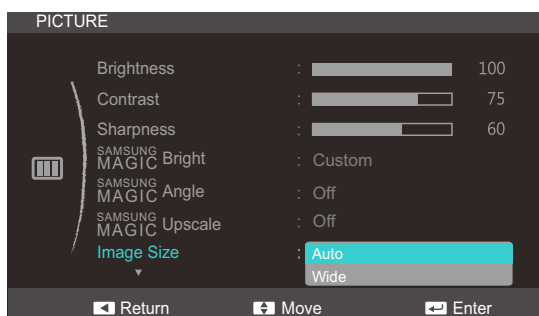 PICTURE
Brightness : 100
Contrast : 75
Sharpness : 60
SAMSUNG MAGIC Bright : Custom
SAMSUNG MAGIC Angle : Off
SAMSUNG MAGIC Upscale : Off
Image Size : Auto
Wide
Return Move Enter